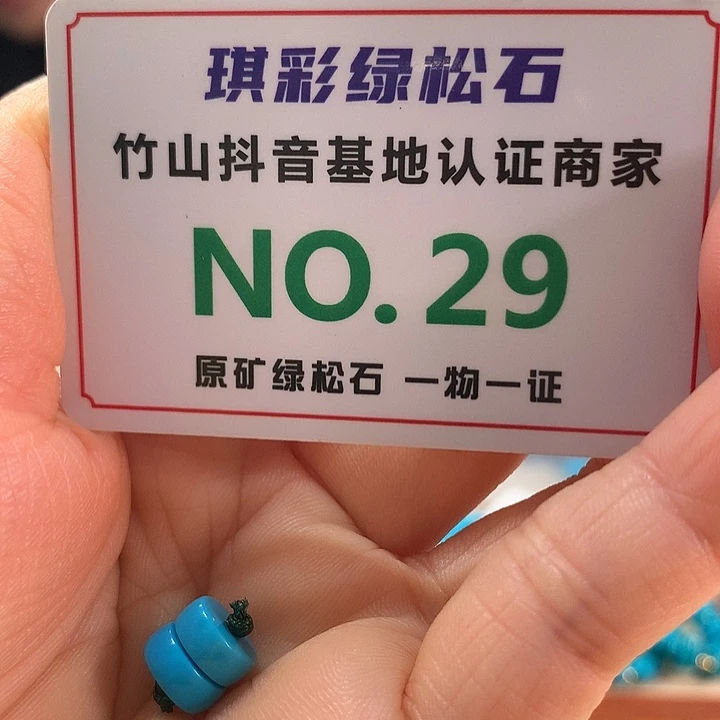 琪彩绿松石
竹山抖音基地认证商家
NO. 29
原矿绿松石 一物一证